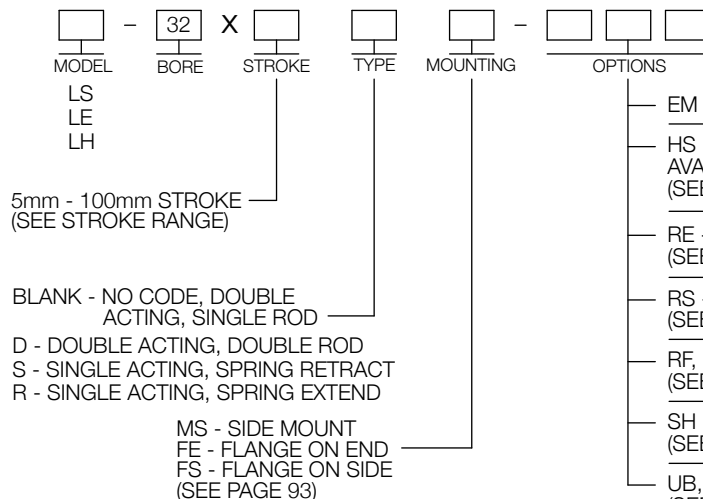 - 32 X -
MODEL BORE STROKE TYPE MOUNTING OPTIONS
LS
LE
LH
5mm - 100mm STROKE
(SEE STROKE RANGE)
BLANK - NO CODE, DOUBLE
ACTING, SINGLE ROD
D - DOUBLE ACTING, DOUBLE ROD
S - SINGLE ACTING, SPRING RETRACT
R - SINGLE ACTING, SPRING EXTEND
MS - SIDE MOUNT
FE - FLANGE ON END
FS - FLANGE ON SIDE
(SEE PAGE 93)
EM
HS
RE -
RS -
RF,
SH
UB,